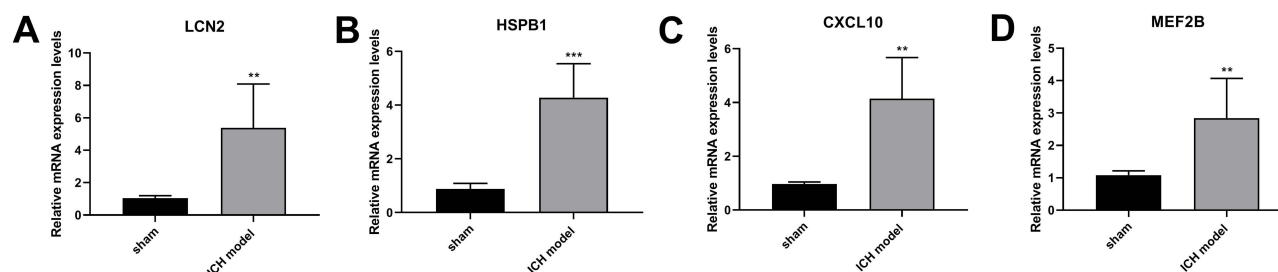 A
LCN2
Relative mRNA expression levels
10
8
6
4
2
0
**
sham
ICH model
B
HSPB1
Relative mRNA expression levels
6
4
2
0
***
sham
ICH model
C
CXCL10
Relative mRNA expression levels
6
4
2
0
**
sham
ICH model
D
MEF2B
Relative mRNA expression levels
5
4
3
2
1
0
**
sham
ICH model